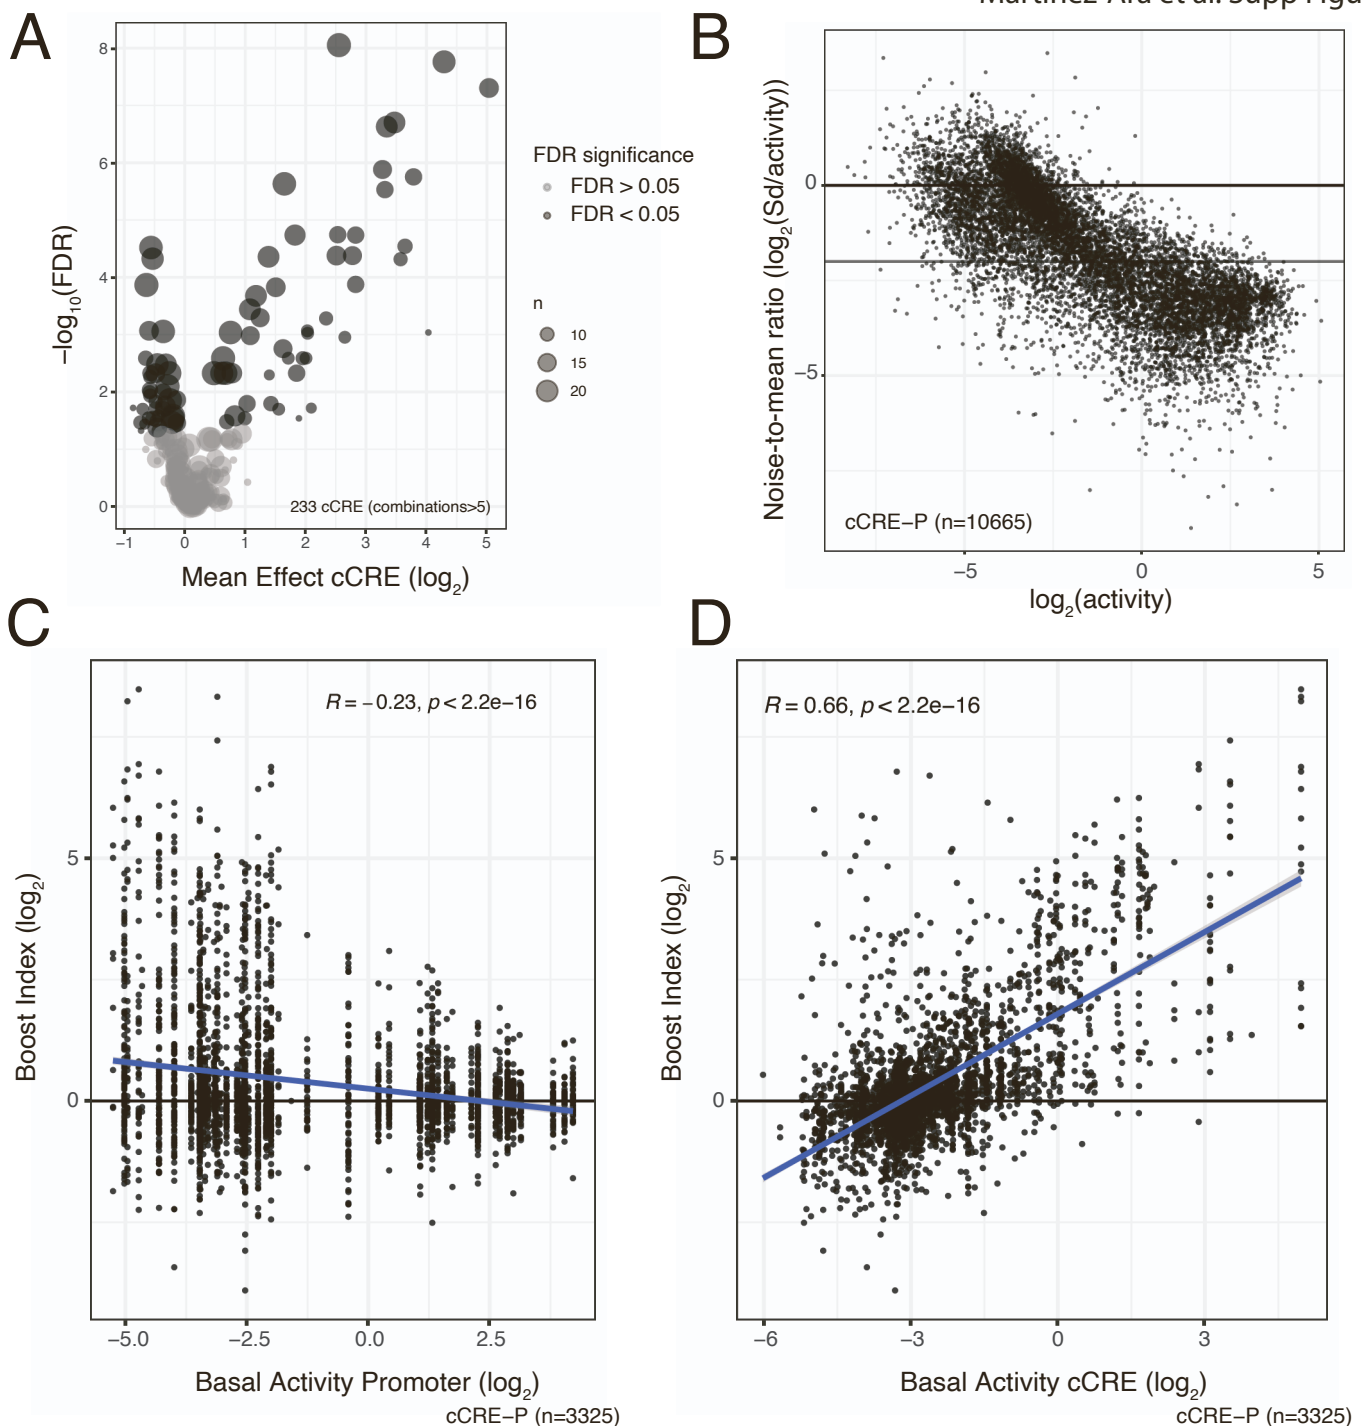 A
8
6
4
2
0
−1 0 1 2 3 4 5
−log10(FDR)
Mean Effect cCRE (log2)
233 cCRE (combinations>5)
FDR significance
FDR > 0.05
FDR < 0.05
n
10
15
20
B
0
−5
−5 0 5
Noise-to-mean ratio (log2(Sd/activity))
log2(activity)
cCRE−P (n=10665)
C
R = −0.23, p < 2.2e−16
5
0
−5.0 −2.5 0.0 2.5
Boost Index (log2)
Basal Activity Promoter (log2)
cCRE−P (n=3325)
D
R = 0.66, p < 2.2e−16
5
0
−6 −3 0 3
Boost Index (log2)
Basal Activity cCRE (log2)
cCRE−P (n=3325)